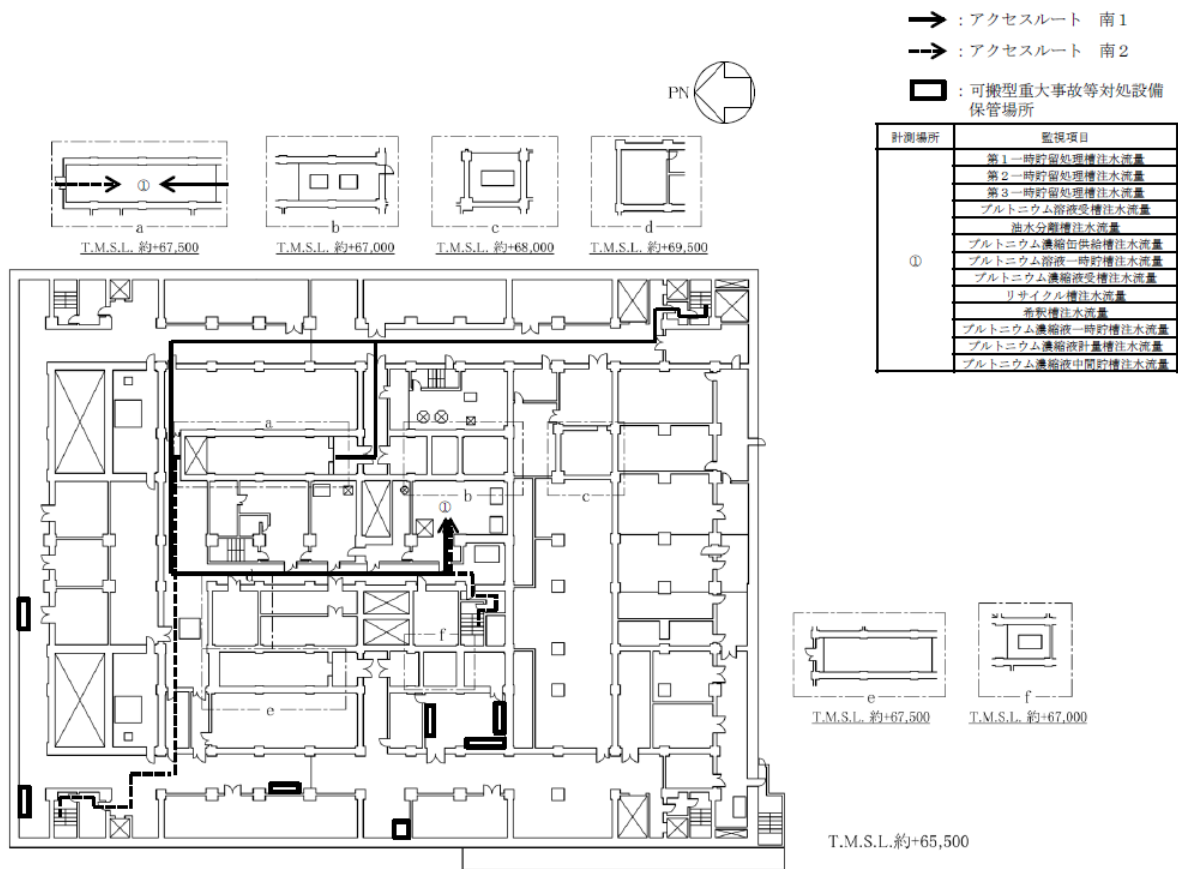 ：アクセスルート　南１
：アクセスルート　南２
：可搬型重大事故等対処設備
保管場所
PN
計測場所
監視項目
①
第１一時貯留処理槽注水流量
第２一時貯留処理槽注水流量
第３一時貯留処理槽注水流量
プルトニウム溶液受槽注水流量
油水分離槽注水流量
プルトニウム濃縮缶供給槽注水流量
プルトニウム溶液一時貯槽注水流量
プルトニウム濃縮液受槽注水流量
リサイクル槽注水流量
希釈槽注水流量
プルトニウム濃縮液一時貯槽注水流量
プルトニウム濃縮液計量槽注水流量
プルトニウム濃縮液中間貯槽注水流量
①
a
T.M.S.L. 約+67,500
b
T.M.S.L. 約+67,000
c
T.M.S.L. 約+68,000
d
T.M.S.L. 約+69,500
a
b
c
①
d
f
e
e
T.M.S.L. 約+67,500
f
T.M.S.L. 約+67,000
T.M.S.L.約+65,500